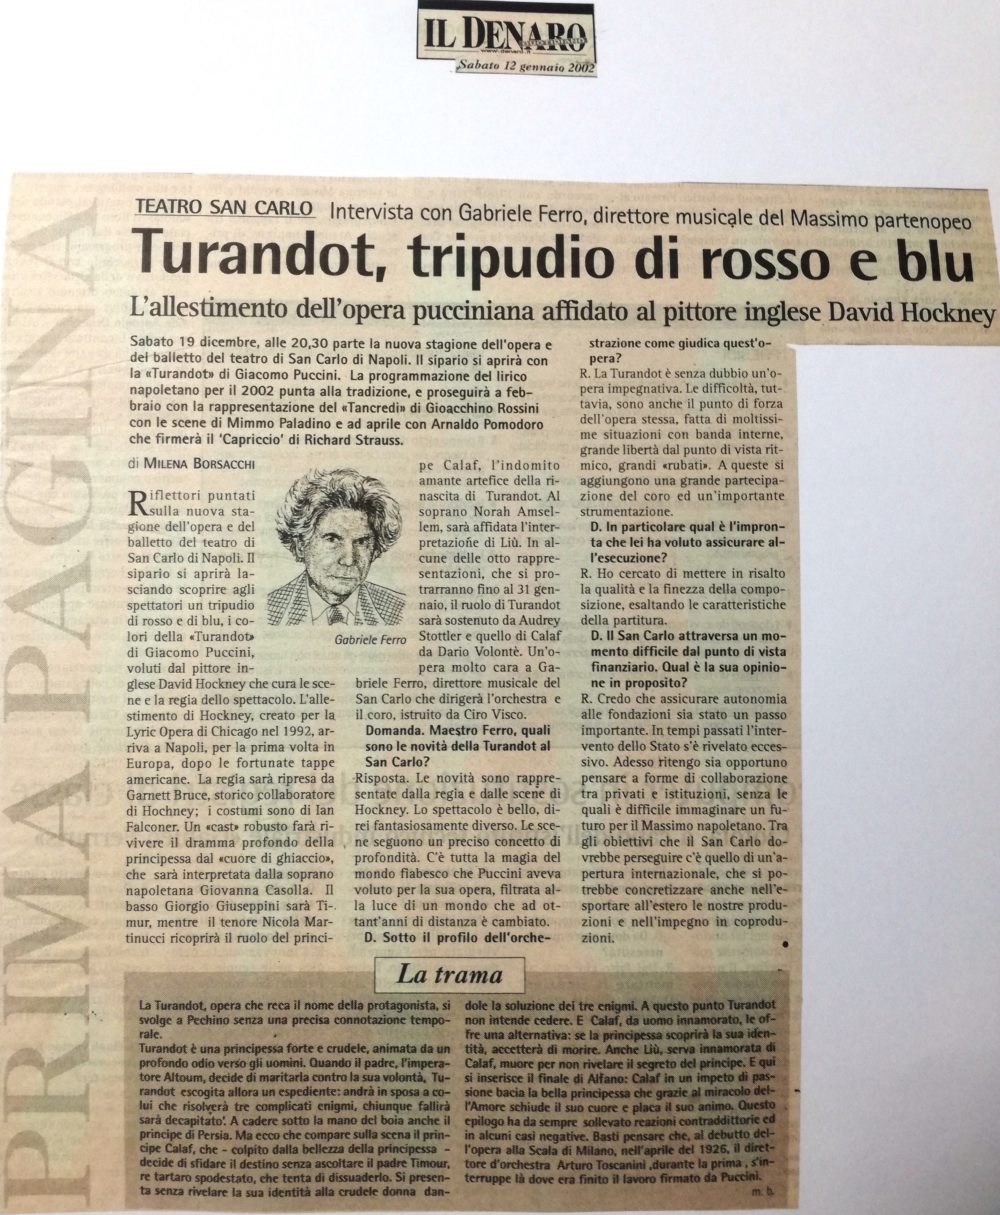 IL DENARO
www.denaro.it
Sabato 12 gennaio 2002
PRIMA PAGINA
TEATRO SAN CARLO Intervista con Gabriele Ferro, direttore musicale del Massimo partenopeo
Turandot, tripudio di rosso e blu
L'allestimento dell'opera pucciniana affidato al pittore inglese David Hockney
Sabato 19 dicembre, alle 20,30 parte la nuova stagione dell'opera e
del balletto del teatro di San Carlo di Napoli. Il sipario si aprirà con
la «Turandot» di Giacomo Puccini. La programmazione del lirico
napoletano per il 2002 punta alla tradizione, e proseguirà a feb-
braio con la rappresentazione del «Tancredi» di Gioacchino Rossini
con le scene di Mimmo Paladino e ad aprile con Arnaldo Pomodoro
che firmerà il 'Capriccio' di Richard Strauss.
di MILENA BORSACCHI
Riflettori puntati
sulla nuova sta-
gione dell'opera e del
balletto del teatro di
San Carlo di Napoli. Il
sipario si aprirà la-
sciando scoprire agli
spettatori un tripudio
di rosso e di blu, i co-
lori della «Turandot»
di Giacomo Puccini,
voluti dal pittore in-
glese David Hockney che cura le sce-
ne e la regia dello spettacolo. L'alle-
stimento di Hockney, creato per la
Lyric Opera di Chicago nel 1992, ar-
riva a Napoli, per la prima volta in
Europa, dopo le fortunate tappe
americane. La regia sarà ripresa da
Garnett Bruce, storico collaboratore
di Hochney; i costumi sono di Ian
Falconer. Un «cast» robusto farà ri-
vivere il dramma profondo della
principessa dal «cuore di ghiaccio»,
che sarà interpretata dalla soprano
napoletana Giovanna Casolla. Il
basso Giorgio Giuseppini sarà Ti-
mur, mentre il tenore Nicola Mar-
tinucci ricoprirà il ruolo del princi-
Gabriele Ferro
pe Calaf, l'indomito
amante artefice della ri-
nascita di Turandot. Al
soprano Norah Amsel-
lem, sarà affidata l'inter-
pretazione di Liù. In al-
cune delle otto rappre-
sentazioni, che si pro-
trarranno fino al 31 gen-
naio, il ruolo di Turandot
sarà sostenuto da Audrey
Stottler e quello di Calaf
da Dario Volontè. Un'o-
pera molto cara a Ga-
briele Ferro, direttore musicale del
San Carlo che dirigerà l'orchestra e
il coro, istruito da Ciro Visco.
Domanda. Maestro Ferro, quali
sono le novità della Turandot al
San Carlo?
Risposta. Le novità sono rappre-
sentate dalla regia e dalle scene di
Hockney. Lo spettacolo è bello, di-
rei fantasiosamente diverso. Le sce-
ne seguono un preciso concetto di
profondità. C'è tutta la magia del
mondo fiabesco che Puccini aveva
voluto per la sua opera, filtrata al-
la luce di un mondo che ad ot-
tant'anni di distanza è cambiato.
D. Sotto il profilo dell'orche-
strazione come giudica quest'o-
pera?
R. La Turandot è senza dubbio un'o-
pera impegnativa. Le difficoltà, tut-
tavia, sono anche il punto di forza
dell'opera stessa, fatta di moltissi-
me situazioni con banda interne,
grande libertà dal punto di vista rit-
mico, grandi «rubati». A queste si
aggiungono una grande partecipa-
zione del coro ed un'importante
strumentazione.
D. In particolare qual è l'impron-
ta che lei ha voluto assicurare al-
l'esecuzione?
R. Ho cercato di mettere in risalto
la qualità e la finezza della compo-
sizione, esaltando le caratteristiche
della partitura.
D. Il San Carlo attraversa un mo-
mento difficile dal punto di vista
finanziario. Qual è la sua opinio-
ne in proposito?
R. Credo che assicurare autonomia
alle fondazioni sia stato un passo
importante. In tempi passati l'inter-
vento dello Stato s'è rivelato ecces-
sivo. Adesso ritengo sia opportuno
pensare a forme di collaborazione
tra privati e istituzioni, senza le
quali è difficile immaginare un fu-
turo per il Massimo napoletano. Tra
gli obiettivi che il San Carlo do-
vrebbe perseguire c'è quello di un'a-
pertura internazionale, che si po-
trebbe concretizzare anche nell'e-
sportare all'estero le nostre produ-
zioni e nell'impegno in coprodu-
zioni.
La trama
La Turandot, opera che reca il nome della protagonista, si
svolge a Pechino senza una precisa connotazione tempo-
rale.
Turandot è una principessa forte e crudele, animata da un
profondo odio verso gli uomini. Quando il padre, l'impera-
tore Altoum, decide di maritarla contro la sua volontà, Tu-
randot escogita allora un espediente: andrà in sposa a co-
lui che risolverà tre complicati enigmi, chiunque fallirà
sarà decapitato. A cadere sotto la mano del boia anche il
principe di Persia. Ma ecco che compare sulla scena il prin-
cipe Calaf, che - colpito dalla bellezza della principessa -
decide di sfidare il destino senza ascoltare il padre Timour,
re tartaro spodestato, che tenta di dissuaderlo. Si presen-
ta senza rivelare la sua identità alla crudele donna dan-
dole la soluzione dei tre enigmi. A questo punto Turandot
non intende cedere. E Calaf, da uomo innamorato, le of-
fre una alternativa: se la principessa scoprirà la sua iden-
tità, accetterà di morire. Anche Liù, serva innamorata di
Calaf, muore per non rivelare il segreto del principe. E qui
si inserisce il finale di Alfano: Calaf in un impeto di pas-
sione bacia la bella principessa che grazie al miracolo del-
l'Amore schiude il suo cuore e placa il suo animo. Questo
epilogo ha da sempre sollevato reazioni contraddittorie ed
in alcuni casi negative. Basti pensare che, al debutto del-
l'opera alla Scala di Milano, nell'aprile del 1926, il diret-
tore d'orchestra Arturo Toscanini ,durante la prima , s'in-
terruppe là dove era finito il lavoro firmato da Puccini.
m. b.